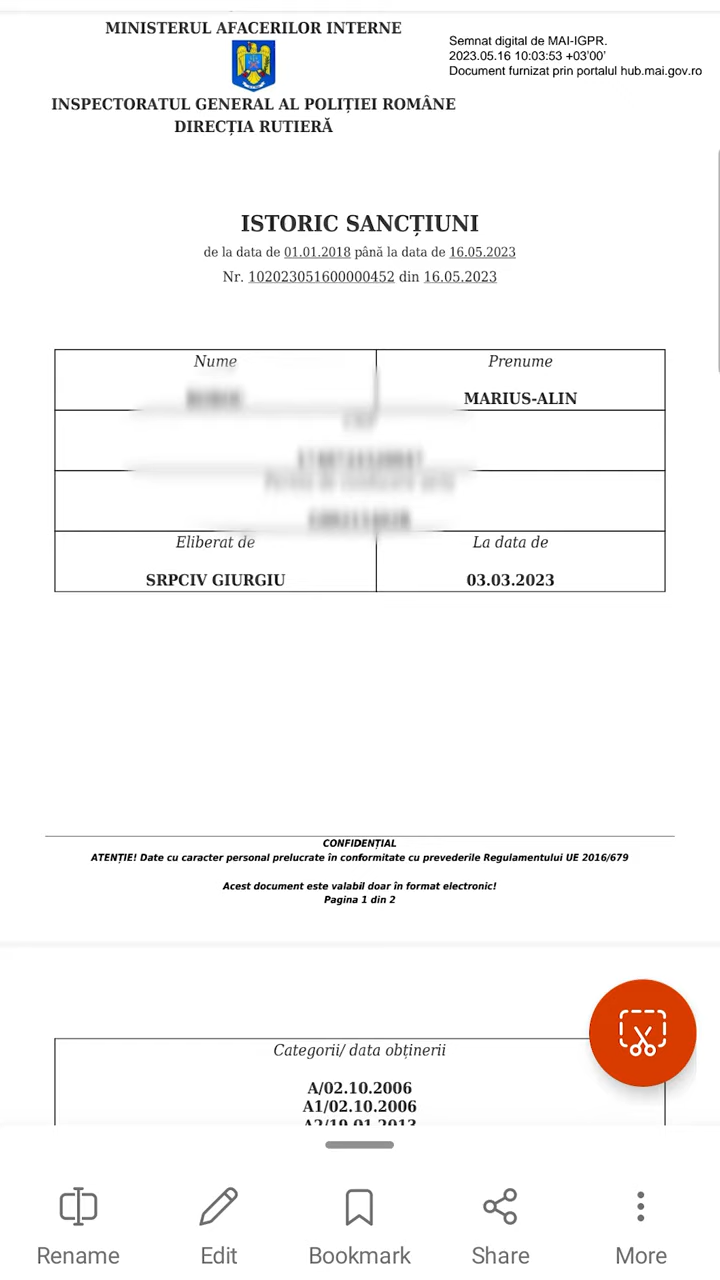 MINISTERUL AFACERILOR INTERNE
Semnat digital de MAI-IGPR.
2023.05.16 10:03:53 +03'00'
Document furnizat prin portalul hub.mai.gov.ro
INSPECTORATUL GENERAL AL POLIȚIEI ROMÂNE
DIRECȚIA RUTIERĂ
ISTORIC SANCȚIUNI
de la data de 01.01.2018 până la data de 16.05.2023
Nr. 102023051600000452 din 16.05.2023
Nume Prenume
MARIUS-ALIN
Eliberat de La data de
SRPCIV GIURGIU 03.03.2023
CONFIDENȚIAL
ATENȚIE! Date cu caracter personal prelucrate în conformitate cu prevederile Regulamentului UE 2016/679
Acest document este valabil doar în format electronic!
Pagina 1 din 2
Categorii/ data obținerii
A/02.10.2006
A1/02.10.2006
A2/19.01.2013
Rename Edit Bookmark Share More